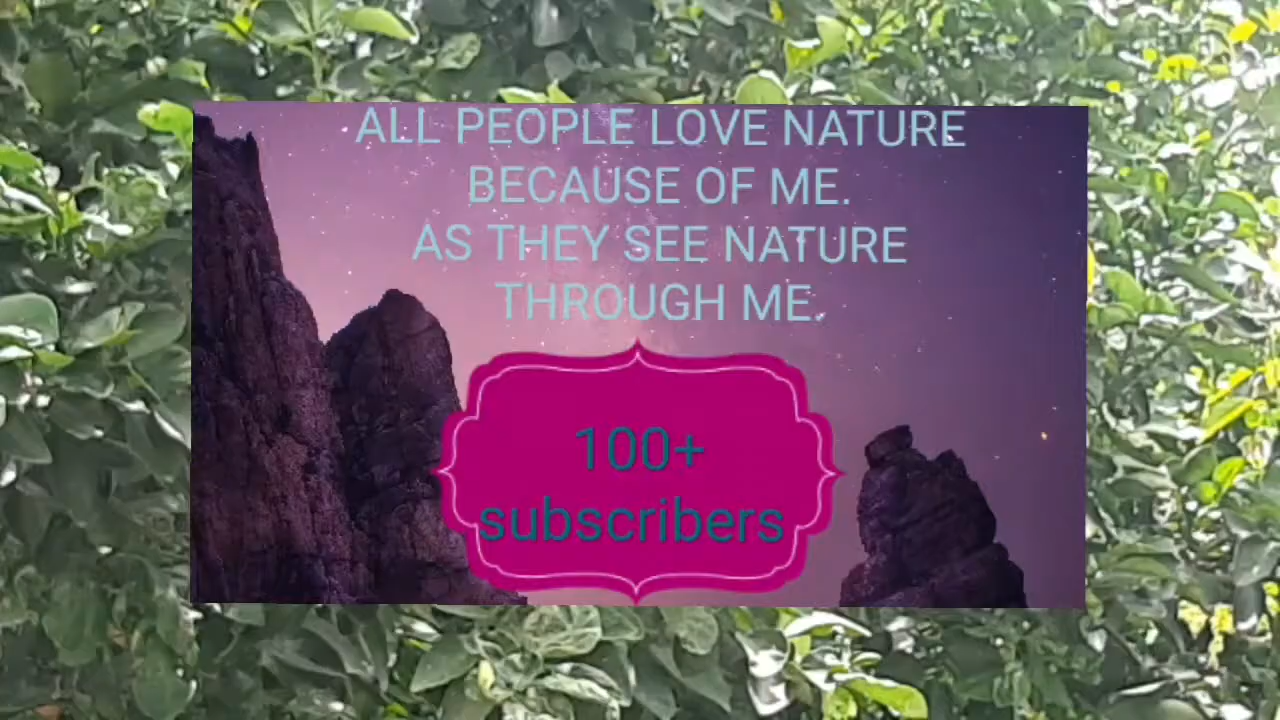 ALL PEOPLE LOVE NATURE
BECAUSE OF ME.
AS THEY SEE NATURE
THROUGH ME.
100+
subscribers